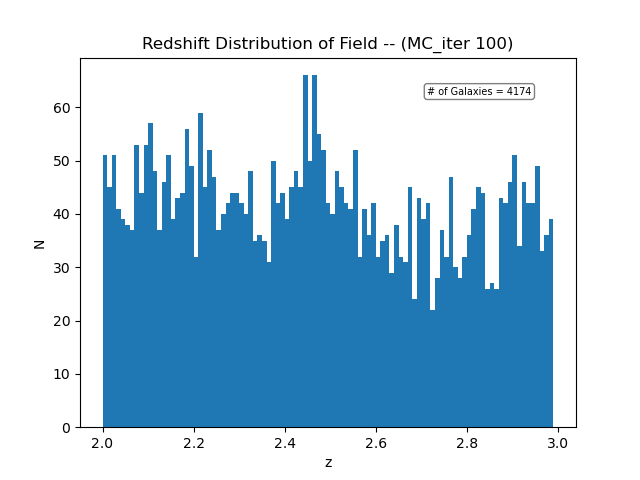 Redshift Distribution of Field -- (MC_iter 100)
# of Galaxies = 4174
60
50
40
30
20
10
0
N
2.0 2.2 2.4 2.6 2.8 3.0
z